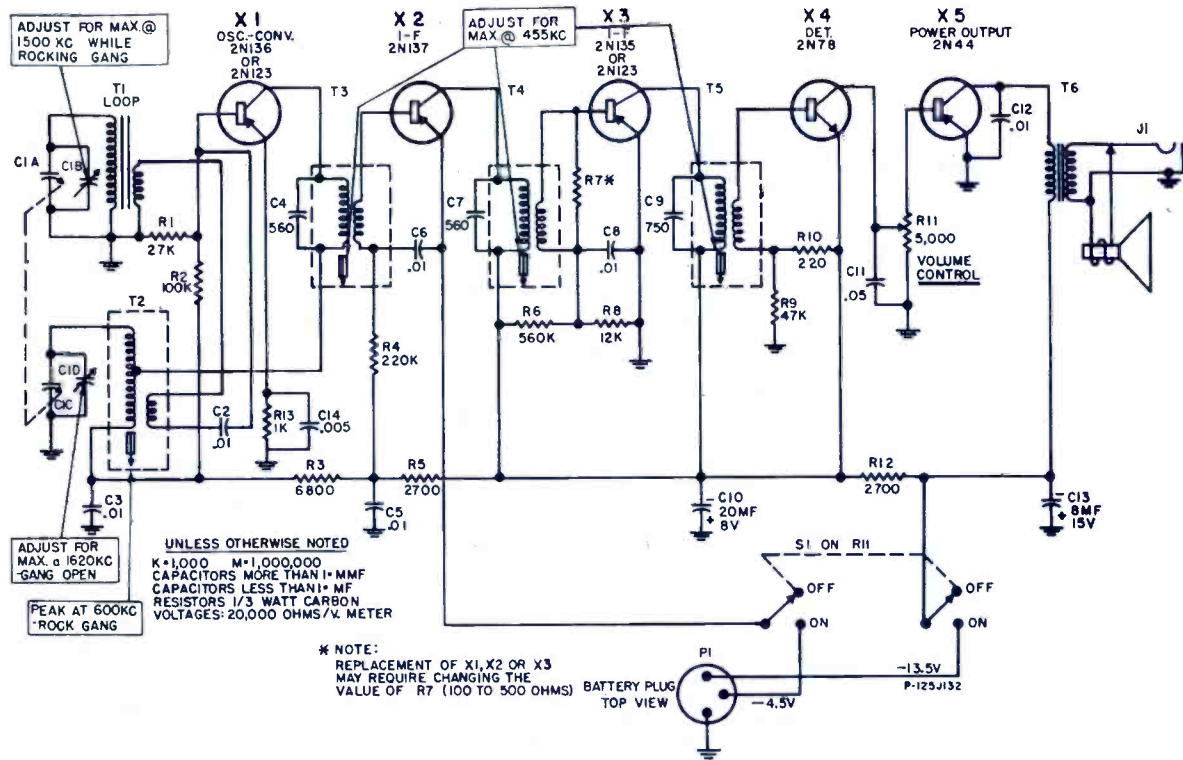 ADJUST FOR MAX.@
1500 KC WHILE
ROCKING GANG
X1
OSC.-CONV.
2N136
OR
2N123
X2
I-F
2N137
ADJUST FOR
MAX. @ 455KC
X3
I-F
2N135
OR
2N123
X4
DET.
2N78
X5
POWER OUTPUT
2N44
T1
LOOP
T3
T4
T5
T6
C12
.01
J1
C1A
C1B
R1
27K
R2
100K
C4
560
C6
.01
C7
560
R7*
C8
.01
C9
750
R10
220
R9
47K
C11
.05
R11
5,000
VOLUME
CONTROL
T2
C1D
C1C
C2
.01
R13
1K
C14
.005
R4
220K
R6
560K
R8
12K
R3
6800
R5
2700
R12
2700
C3
.01
C5
.01
-C10
20MF
+ 8V
-C13
8MF
+ 15V
ADJUST FOR
MAX. a 1620KC
-GANG OPEN
PEAK AT 600KC
-ROCK GANG
UNLESS OTHERWISE NOTED
K=1,000 M=1,000,000
CAPACITORS MORE THAN 1=MMF
CAPACITORS LESS THAN 1= MF
RESISTORS 1/3 WATT CARBON
VOLTAGES: 20,000 OHMS/V. METER
S1 ON R11
OFF
ON
OFF
ON
* NOTE:
REPLACEMENT OF X1, X2 OR X3
MAY REQUIRE CHANGING THE
VALUE OF R7 (100 TO 500 OHMS)
P1
BATTERY PLUG
TOP VIEW
-13.5V
P-125J132
-4.5V